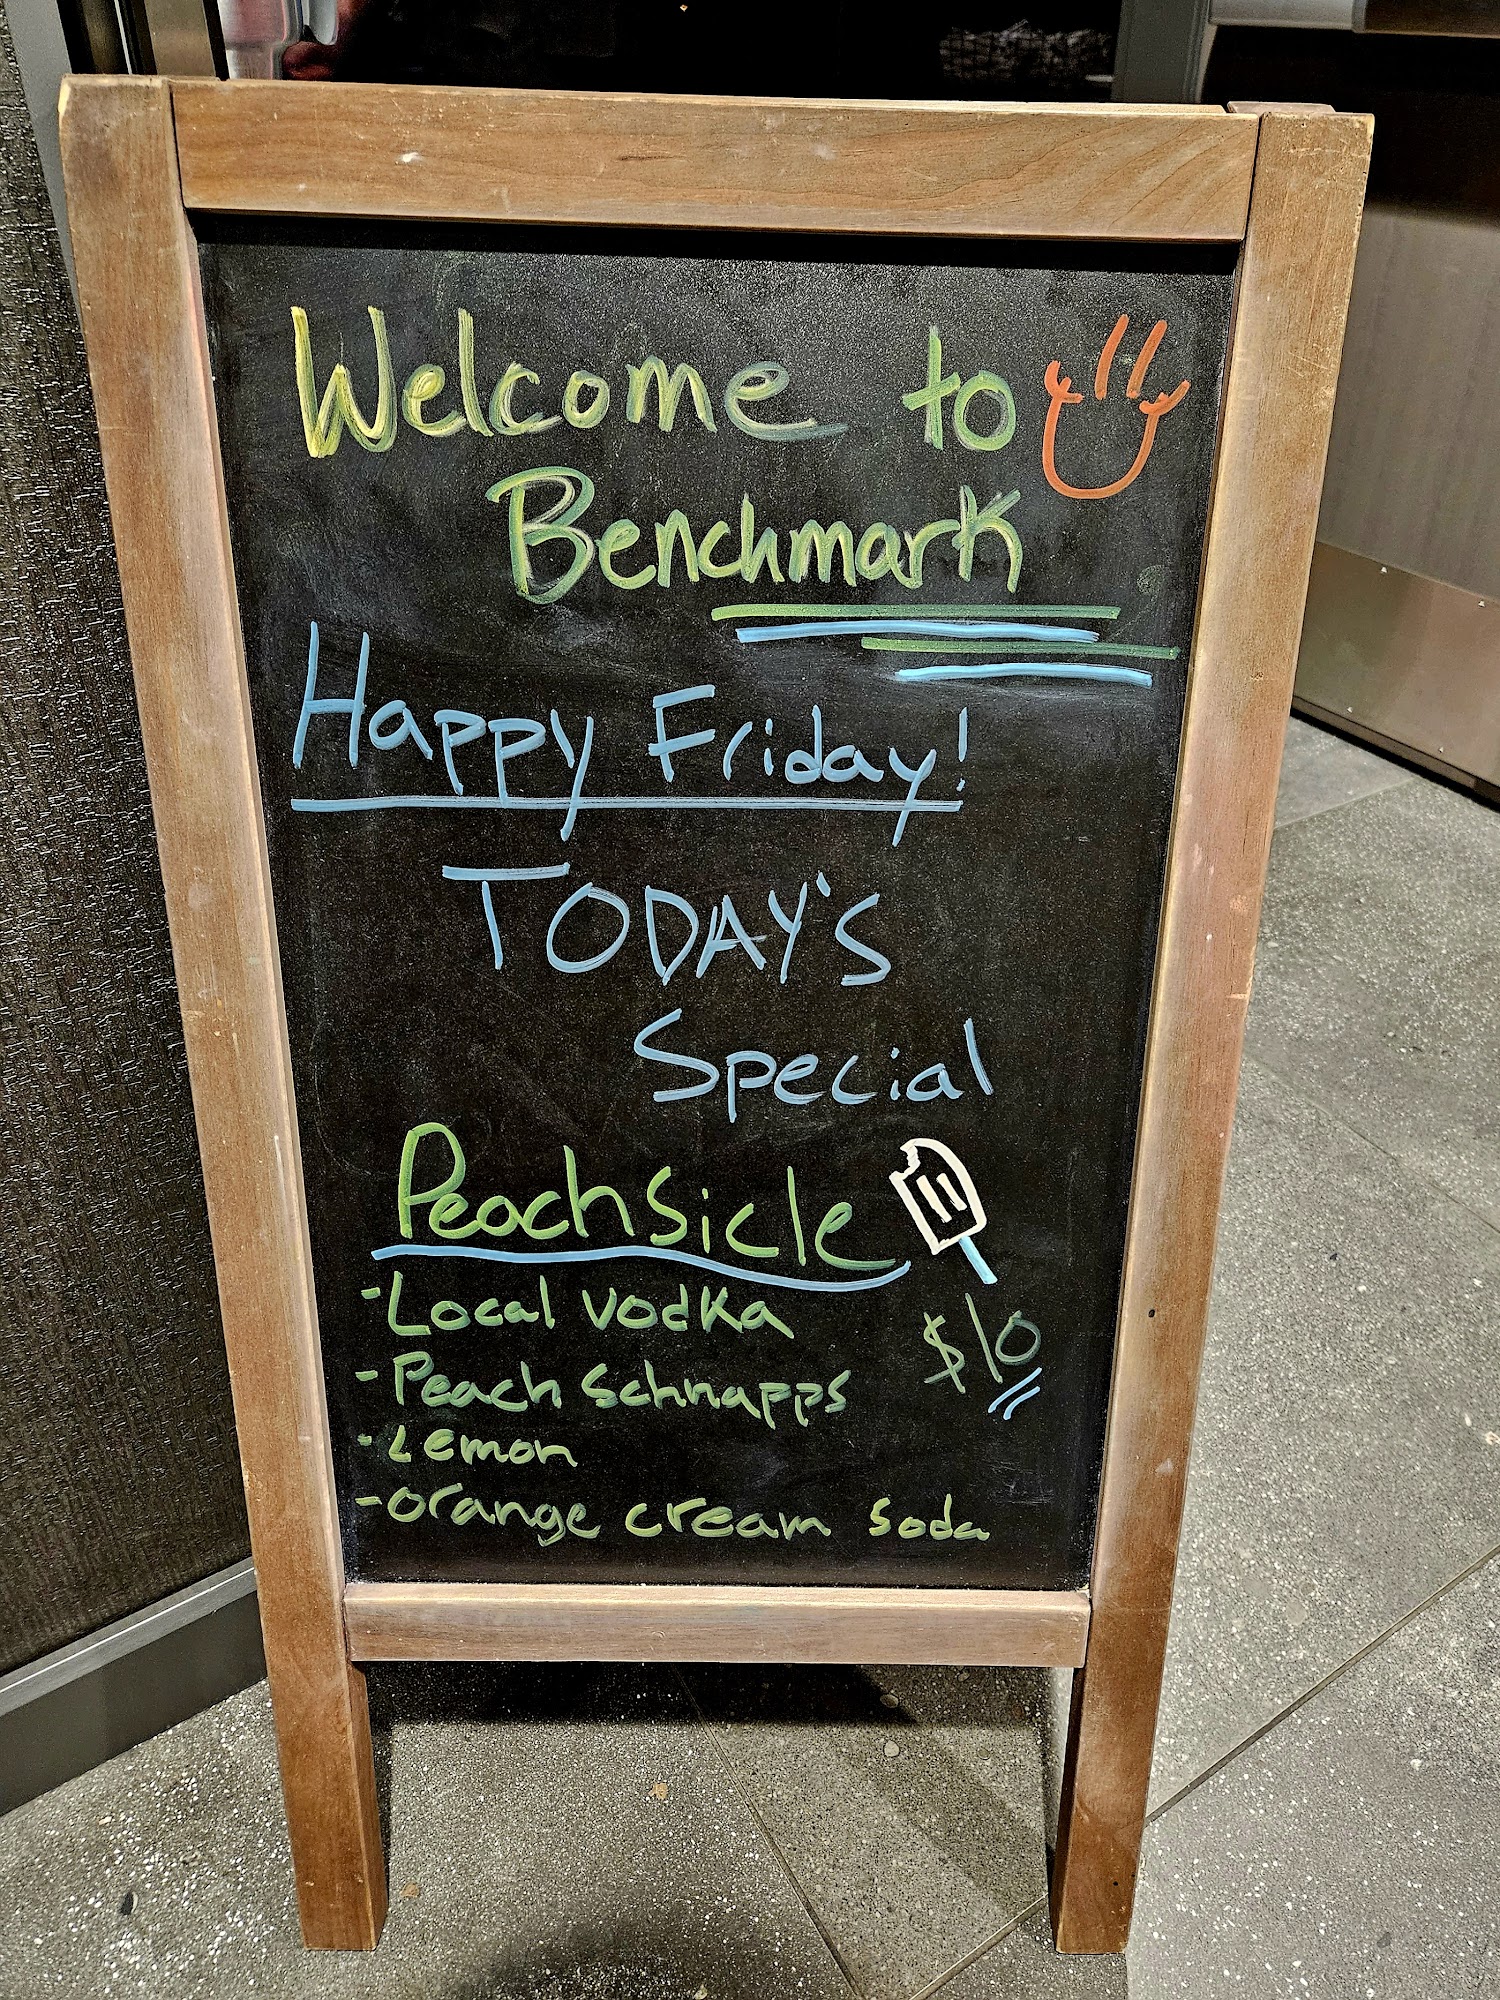 Welcome to
Benchmark
Happy Friday!
TODAY'S
Special
Peachsicle
-Local vodka
$10
-Peach Schnapps
-Lemon
-orange cream soda